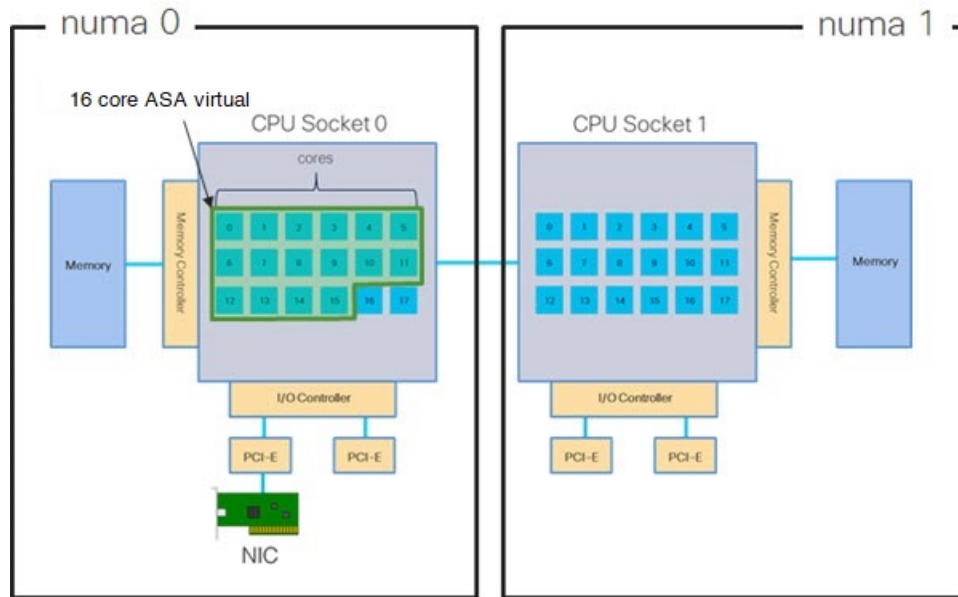 numa 0
numa 1
16 core ASA virtual
CPU Socket 0
CPU Socket 1
cores
0 1 2 3 4 5
6 7 8 9 10 11
12 13 14 15 16 17
0 1 2 3 4 5
6 7 8 9 10 11
12 13 14 15 16 17
Memory
Memory Controller
Memory Controller
Memory
I/O Controller
I/O Controller
PCI-E
PCI-E
PCI-E
PCI-E
NIC